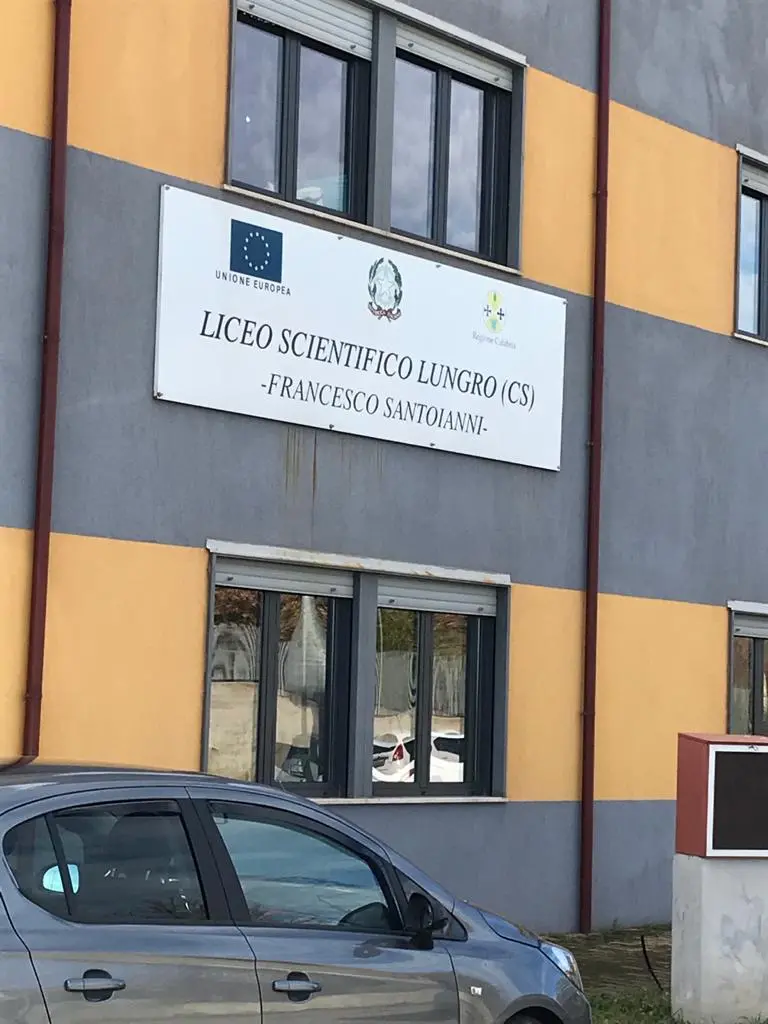 UNIONE EUROPEA
Regione Calabria
LICEO SCIENTIFICO LUNGRO (CS)
-FRANCESCO SANTOIANNI-